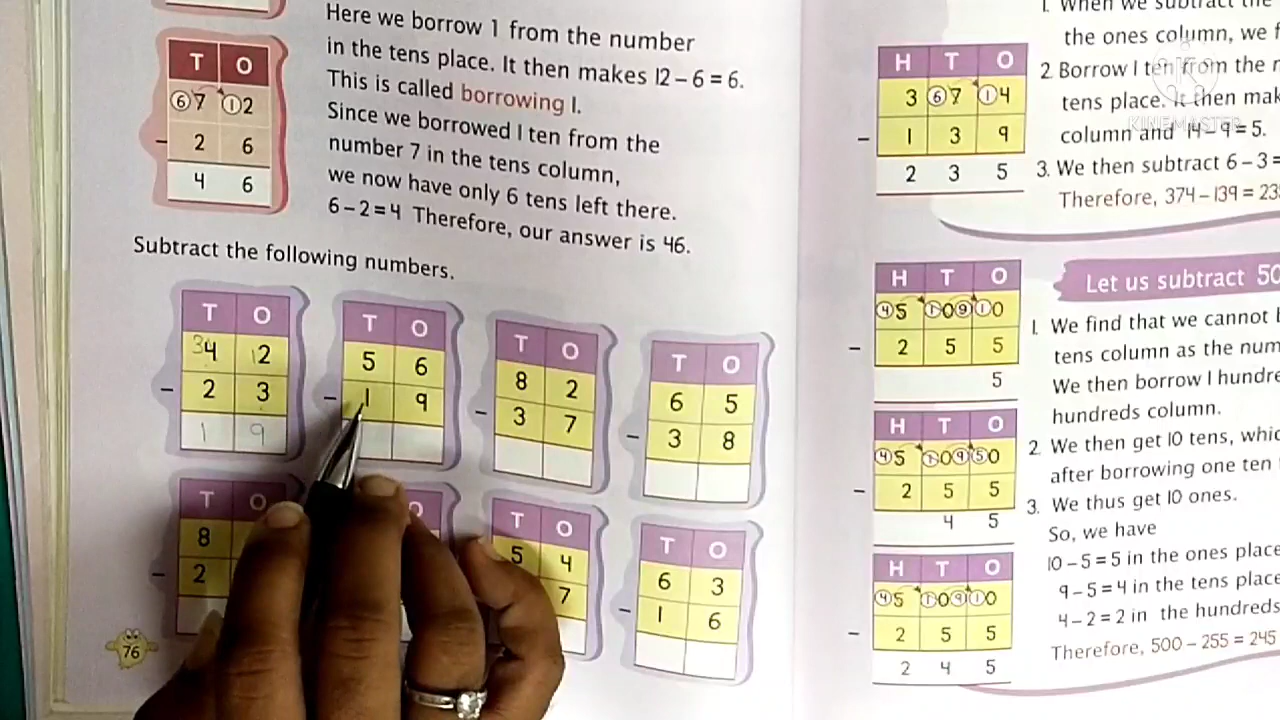 Here we borrow 1 from the number
in the tens place. It then makes 12 – 6 = 6.
This is called borrowing 1.
Since we borrowed 1 ten from the
number 7 in the tens column,
we now have only 6 tens left there.
6 – 2 = 4 Therefore, our answer is 46.
T O
6 7 1 2
– 2 6
4 6
Subtract the following numbers.
T O
3 4 1 2
– 2 3
1 9
T O
5 6
– 1 9
T O
8 2
– 3 7
T O
6 5
– 3 8
T O
8
– 2
O
T O
5 4
7
T O
6 3
– 1 6
76
H T O
3 6 7 1 4
– 1 3 9
2 3 5
1. When we subtract the
the ones column, we
2. Borrow 1 ten from the
tens place. It then
column and 14 – 9 = 5.
3. We then subtract 6 – 3 =
Therefore, 374 – 139 = 23
KINEMASTER
Let us subtract 50
H T O
4 5 1 0 9 1 0
– 2 5 5
5
1. We find that we cannot
tens column as the num
We then borrow 1 hundre
hundreds column.
H T O
4 5 1 0 9 5 0
– 2 5 5
4 5
2. We then get 10 tens,
after borrowing one ten
3. We thus get 10 ones.
So, we have
10 – 5 = 5 in the ones place
9 – 5 = 4 in the tens place
4 – 2 = 2 in the hundreds
Therefore, 500 – 255 = 245
H T O
4 5 1 0 9 1 0
– 2 5 5
2 4 5